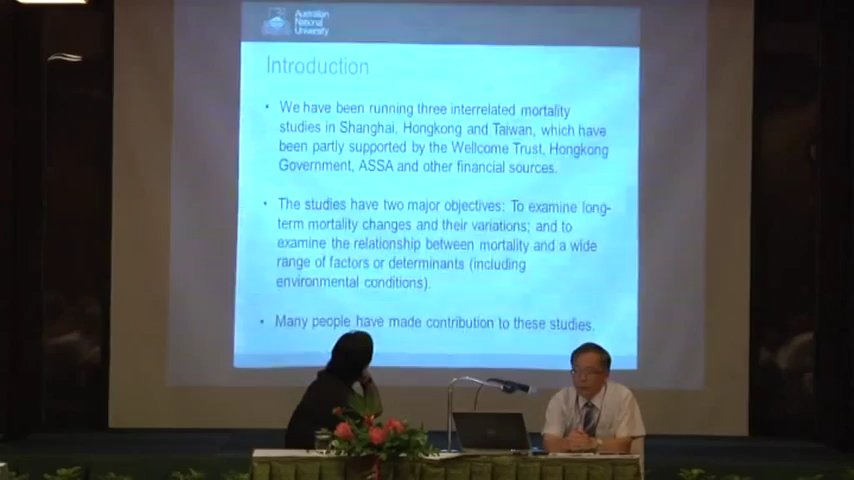 Australian
National
University
Introduction
• We have been running three interrelated mortality
studies in Shanghai, Hongkong and Taiwan, which have
been partly supported by the Wellcome Trust, Hongkong
Government, ASSA and other financial sources.
• The studies have two major objectives: To examine long-
term mortality changes and their variations; and to
examine the relationship between mortality and a wide
range of factors or determinants (including
environmental conditions).
• Many people have made contribution to these studies.